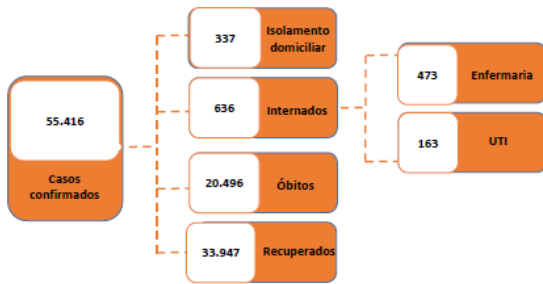 55.416
Casos
confirmados
337
Isolamento
domiciliar
636
Internados
20.496
Óbitos
33.947
Recuperados
473
Enfermaria
163
UTI